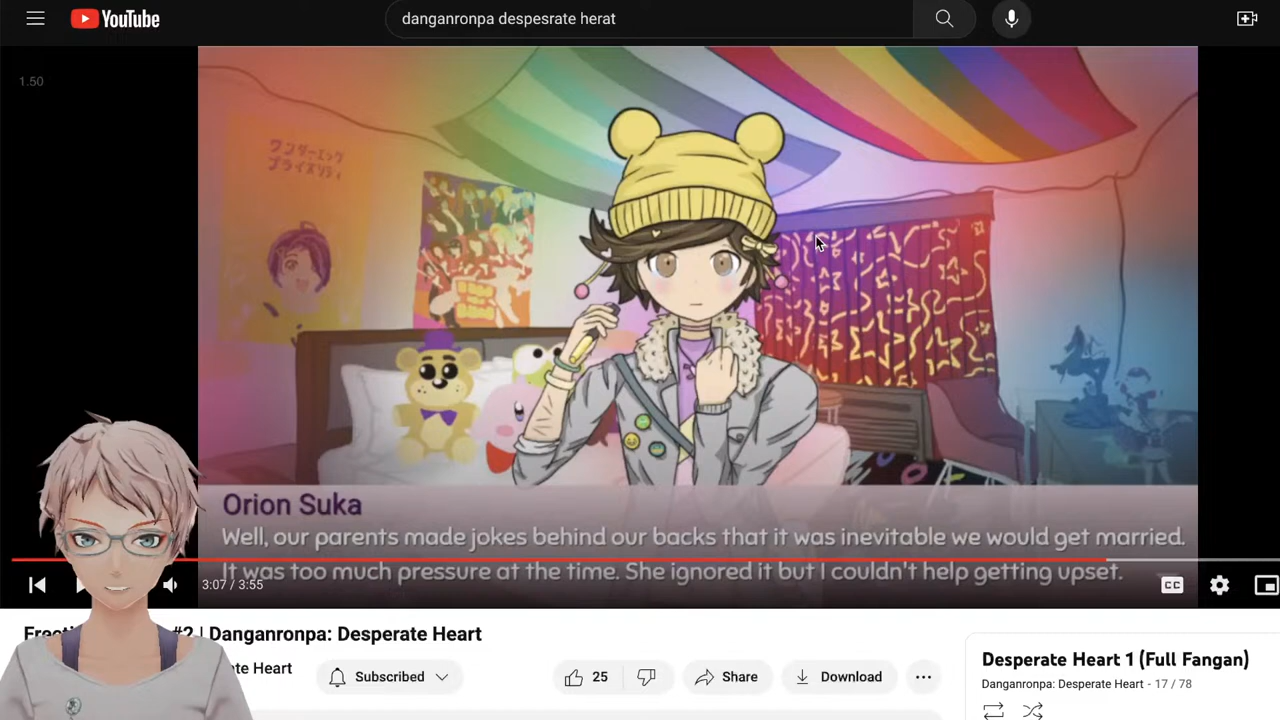 YouTube
danganronpa despesrate herat
1.50
ワンダーエッグ
プライオリティ
Orion Suka
Well, our parents made jokes behind our backs that it was inevitable we would get married.
It was too much pressure at the time. She ignored it but I couldn't help getting upset.
3:07 / 3:55
CC
#2 | Danganronpa: Desperate Heart
Heart
Subscribed
25
Share
Download
Desperate Heart 1 (Full Fangan)
Danganronpa: Desperate Heart - 17 / 78